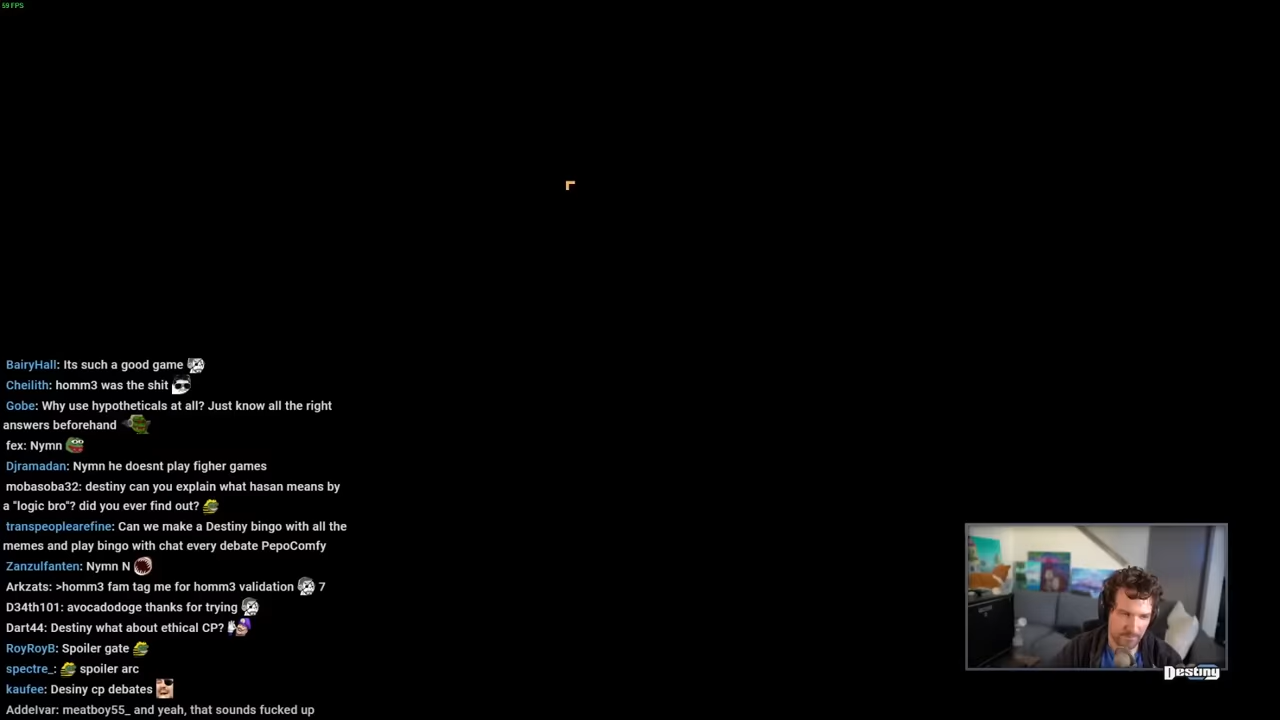 59 FPS
BairyHall: Its such a good game
Cheilith: homm3 was the shit
Gobe: Why use hypotheticals at all? Just know all the right
answers beforehand
fex: Nymn
Djramadan: Nymn he doesnt play figher games
mobasoba32: destiny can you explain what hasan means by
a "logic bro"? did you ever find out?
transpeoplearefine: Can we make a Destiny bingo with all the
memes and play bingo with chat every debate PepoComfy
Zanzulfanten: Nymn N
Arkzats: >homm3 fam tag me for homm3 validation 7
D34th101: avocadodoge thanks for trying
Dart44: Destiny what about ethical CP?
RoyRoyB: Spoiler gate
spectre_: spoiler arc
kaufee: Desiny cp debates
Addelvar: meatboy55_ and yeah, that sounds fucked up
Destiny